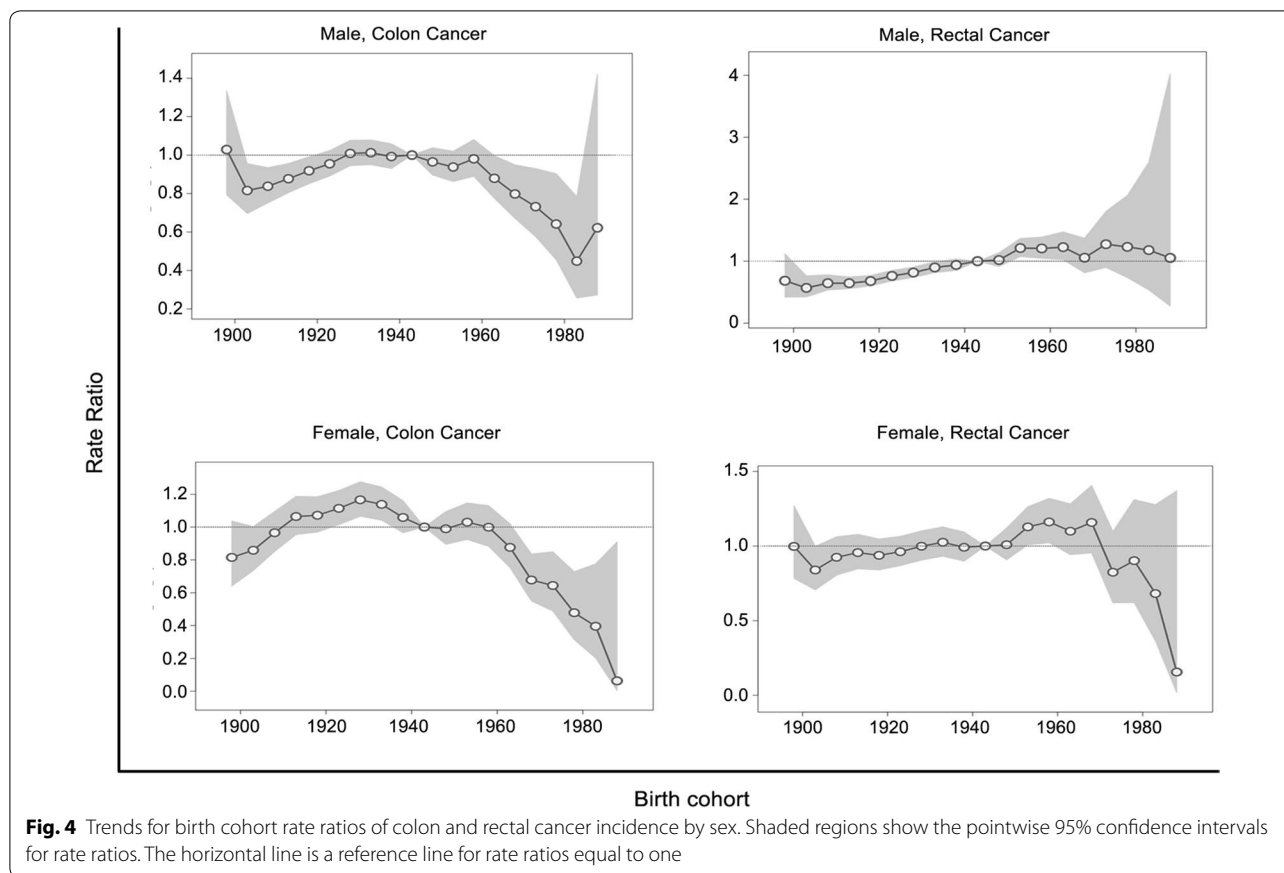 Male, Colon Cancer
1.4
1.2
1.0
0.8
0.6
0.4
0.2
1900 1920 1940 1960 1980
Male, Rectal Cancer
4
3
2
1
0
1900 1920 1940 1960 1980
Rate Ratio
Female, Colon Cancer
1.2
1.0
0.8
0.6
0.4
0.2
0.0
1900 1920 1940 1960 1980
Female, Rectal Cancer
1.5
1.0
0.5
0.0
1900 1920 1940 1960 1980
Birth cohort
Fig. 4 Trends for birth cohort rate ratios of colon and rectal cancer incidence by sex. Shaded regions show the pointwise 95% confidence intervals
for rate ratios. The horizontal line is a reference line for rate ratios equal to one